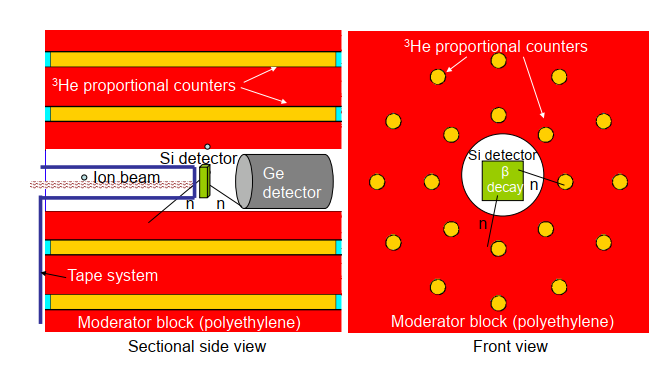 ³He proportional counters
Si detector
Ion beam
Ge
detector
n
n
Tape system
Moderator block (polyethylene)
Sectional side view
³He proportional counters
Si detector
β
decay
n
n
Moderator block (polyethylene)
Front view